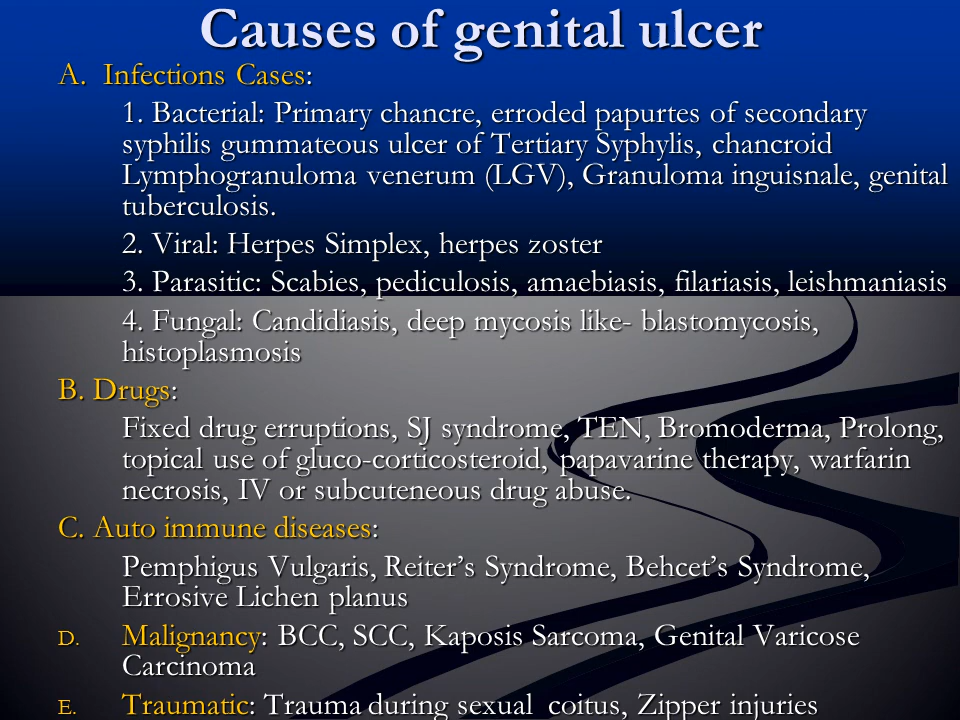 Causes of genital ulcer
A. Infections Cases:
1. Bacterial: Primary chancre, erroded papurtes of secondary
syphilis gummateous ulcer of Tertiary Syphylis, chancroid
Lymphogranuloma venerum (LGV), Granuloma inguisnale, genital
tuberculosis.
2. Viral: Herpes Simplex, herpes zoster
3. Parasitic: Scabies, pediculosis, amaebiasis, filariasis, leishmaniasis
4. Fungal: Candidiasis, deep mycosis like- blastomycosis,
histoplasmosis
B. Drugs:
Fixed drug erruptions, SJ syndrome, TEN, Bromoderma, Prolong,
topical use of gluco-corticosteroid, papavarine therapy, warfarin
necrosis, IV or subcuteneous drug abuse.
C. Auto immune diseases:
Pemphigus Vulgaris, Reiter’s Syndrome, Behcet’s Syndrome,
Errosive Lichen planus
D. Malignancy: BCC, SCC, Kaposis Sarcoma, Genital Varicose
Carcinoma
E. Traumatic: Trauma during sexual coitus, Zipper injuries